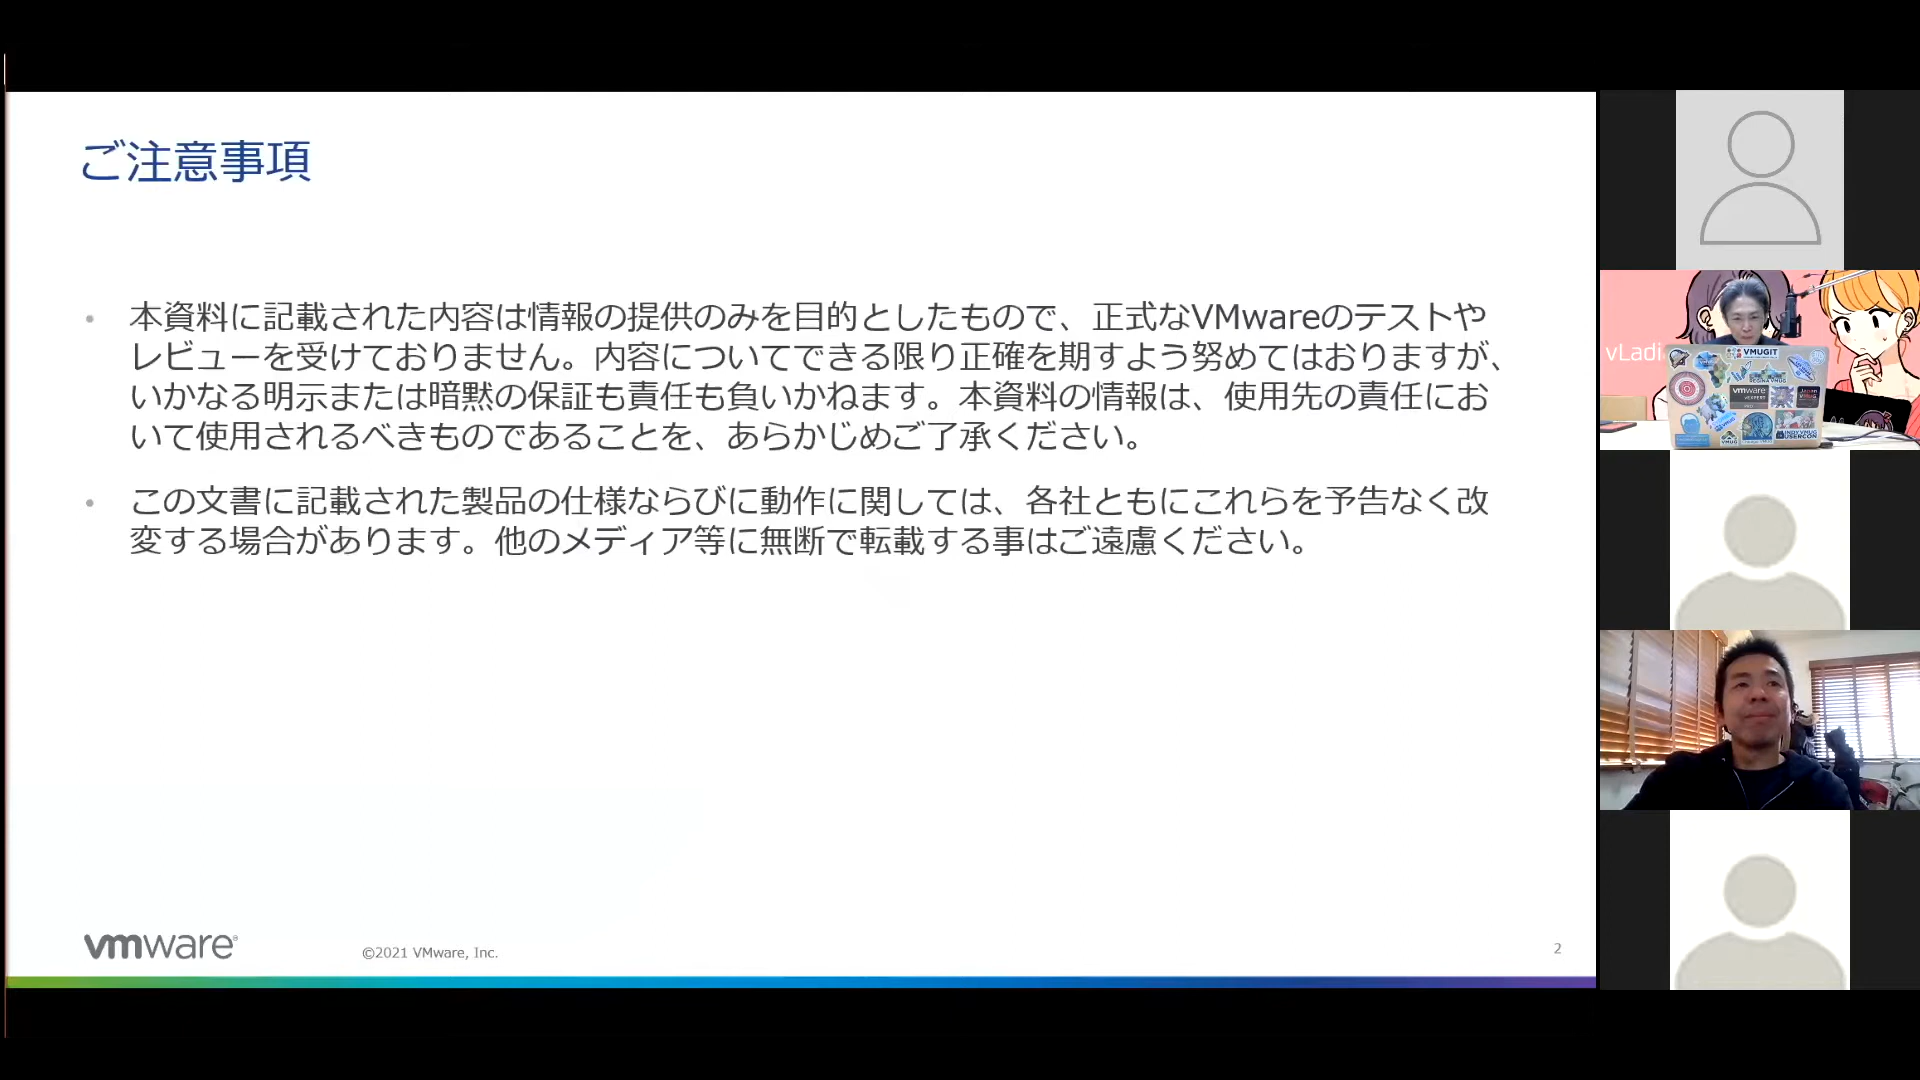 ご注意事項
• 本資料に記載された内容は情報の提供のみを目的としたもので、正式なVMwareのテストや
レビューを受けておりません。内容についてできる限り正確を期すよう努めてはおりますが、
いかなる明示または暗黙の保証も責任も負いかねます。本資料の情報は、使用先の責任にお
いて使用されるべきものであることを、あらかじめご了承ください。
• この文書に記載された製品の仕様ならびに動作に関しては、各社ともにこれらを予告なく改
変する場合があります。他のメディア等に無断で転載する事はご遠慮ください。
vmware®
©2021 VMware, Inc.
2
vLadi
VMUGIT
REGINA VMUG
vmware
VEXPERT
VMUG
INDY VMUG
USERCON